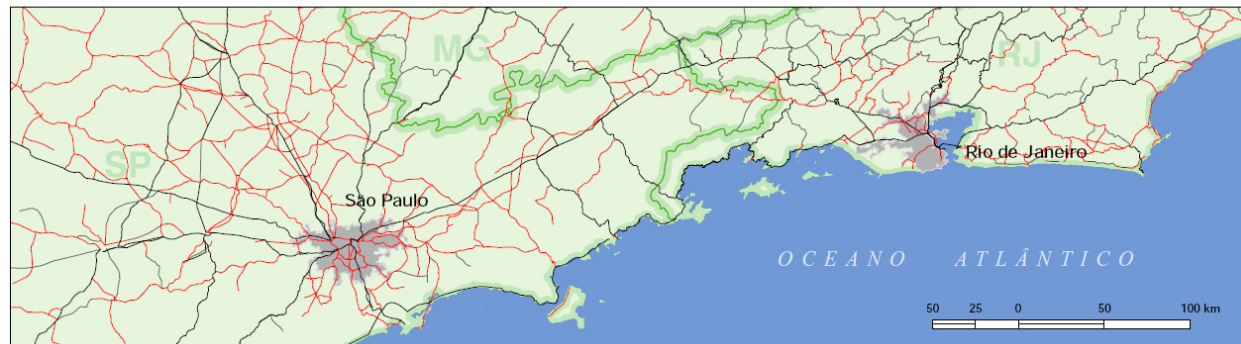 MG
RJ
SP
Rio de Janeiro
São Paulo
OCEANO ATLÂNTICO
50 25 0 50 100 km